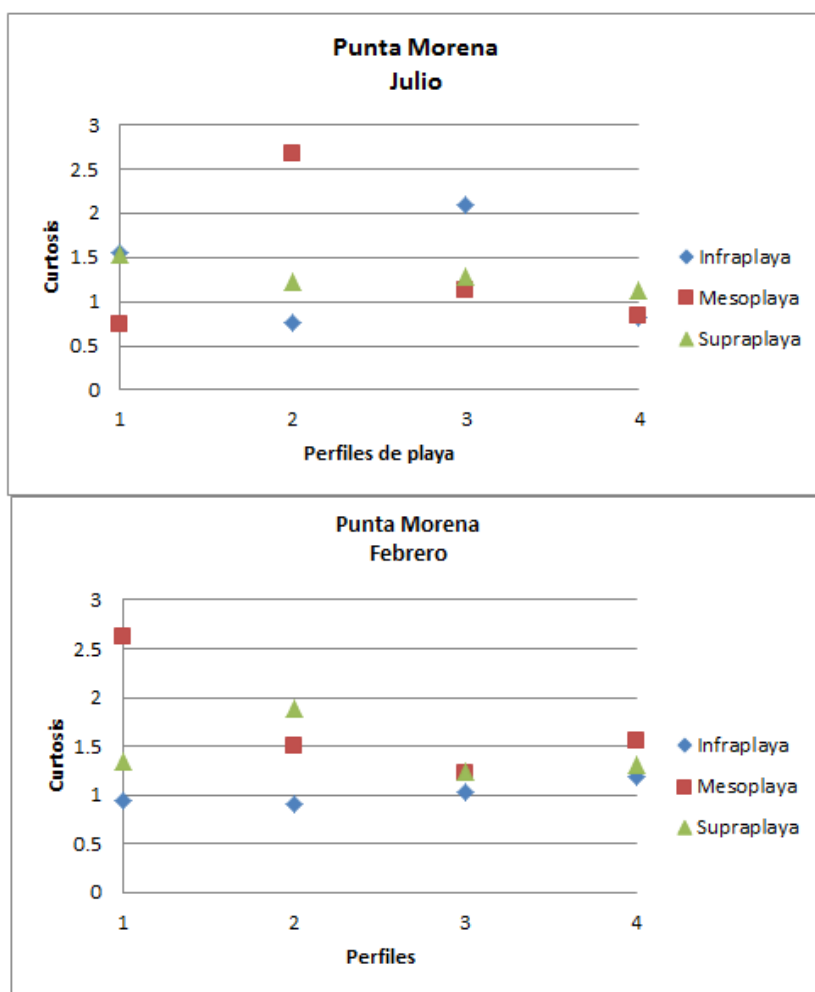 Punta Morena
Julio
3
2.5
2
1.5
1
0.5
0
Curtosis
1 2 3 4
Perfiles de playa
Infraplaya
Mesoplaya
Supraplaya
Punta Morena
Febrero
3
2.5
2
1.5
1
0.5
0
Curtosis
1 2 3 4
Perfiles
Infraplaya
Mesoplaya
Supraplaya